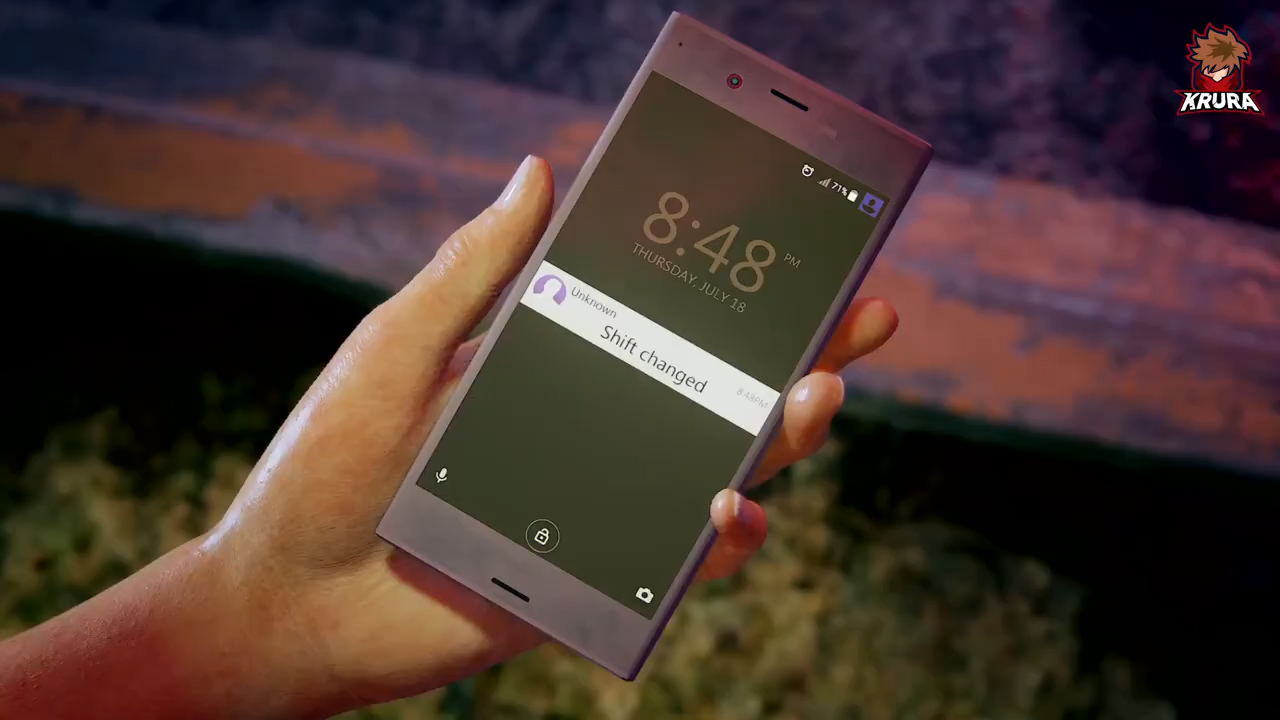 KRURA
71%
8:48 PM
THURSDAY, JULY 18
Unknown
Shift changed
8:48PM